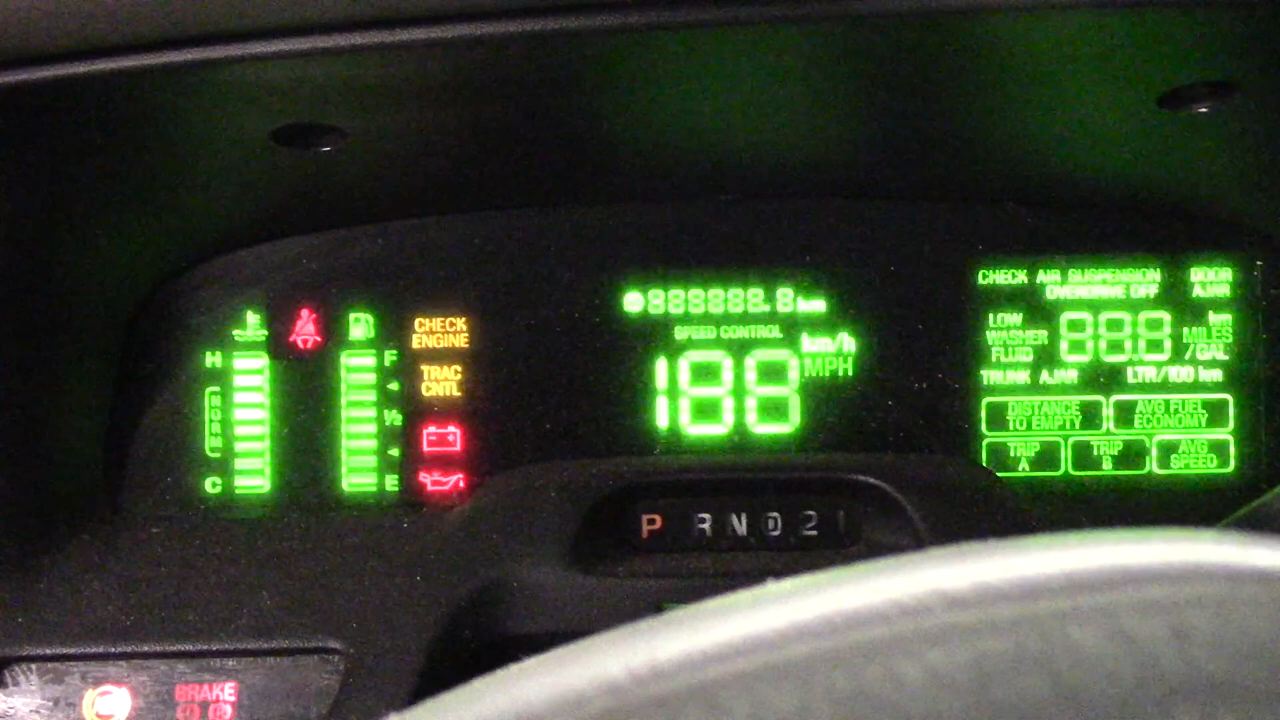 CHECK
ENGINE
TRAC
CNTL
H
NORM
C
F
1/2
E
888888.8 km
SPEED CONTROL
188
km/h
MPH
CHECK AIR SUSPENSION
OVERDRIVE OFF
DOOR
AJAR
LOW
WASHER
FLUID
88.8
km
MILES
/GAL
TRUNK AJAR
LTR/100 km
DISTANCE
TO EMPTY
AVG FUEL
ECONOMY
TRIP
A
TRIP
B
AVG
SPEED
P R N D 2 1
BRAKE